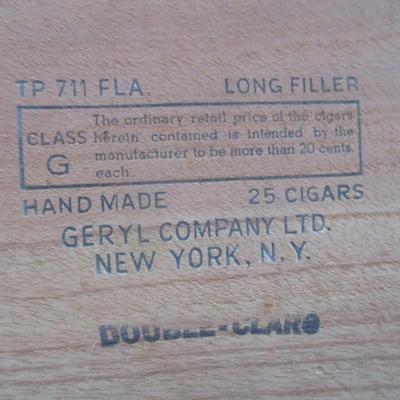 TP 711 FLA. LONG FILLER
CLASS G
The ordinary retail price of the cigars
herein contained is intended by the
manufacturer to be more than 20 cents.
each.
HAND MADE 25 CIGARS
GERYL COMPANY LTD.
NEW YORK, N.Y.
DOUBLE-CLARO